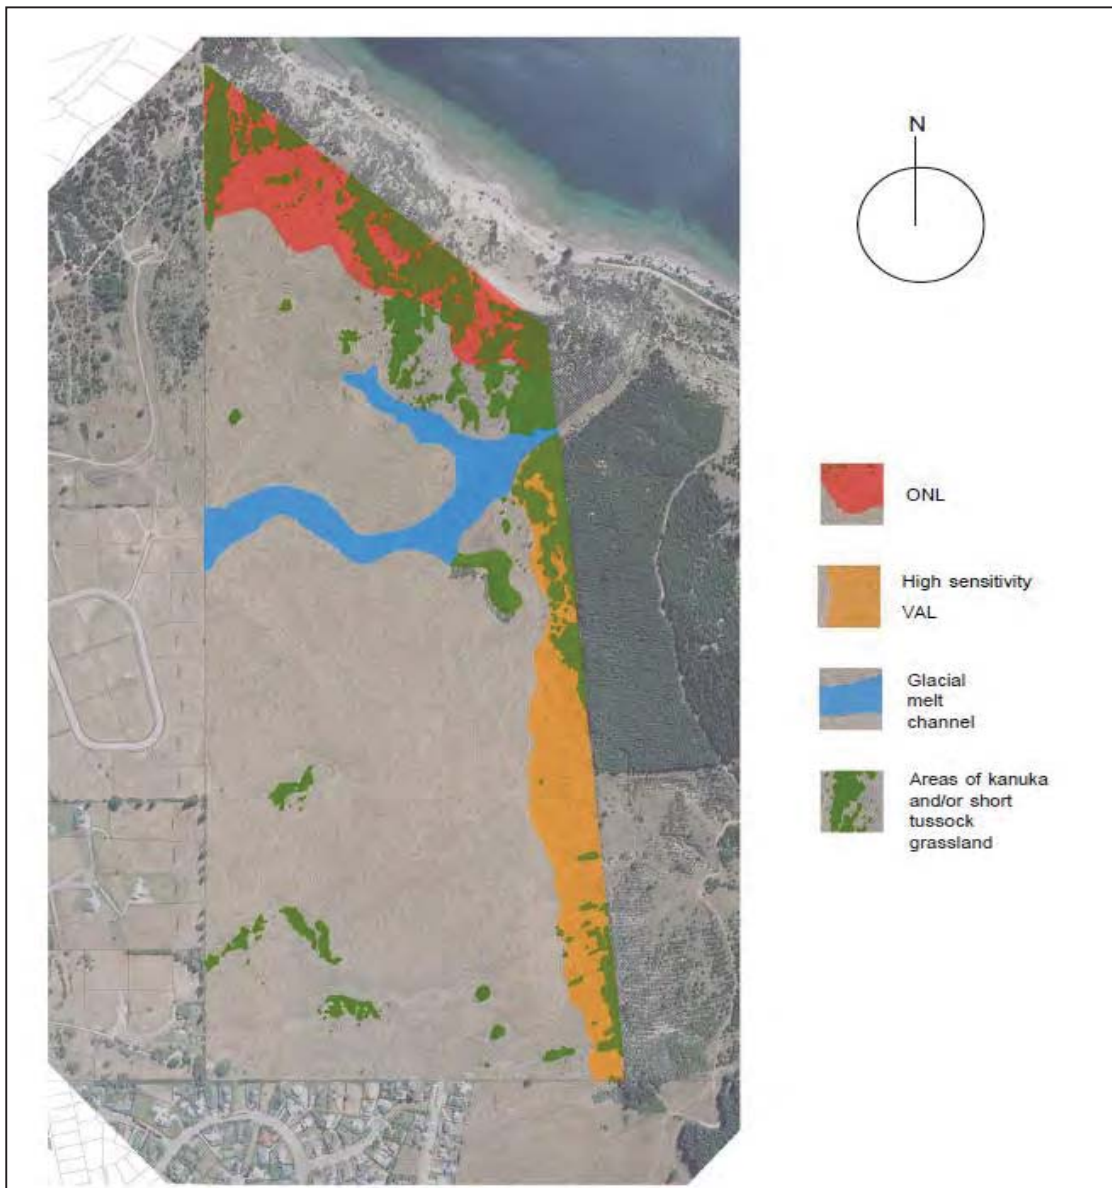 N
ONL
High sensitivity
VAL
Glacial
melt
channel
Areas of kanuka
and/or short
tussock
grassland